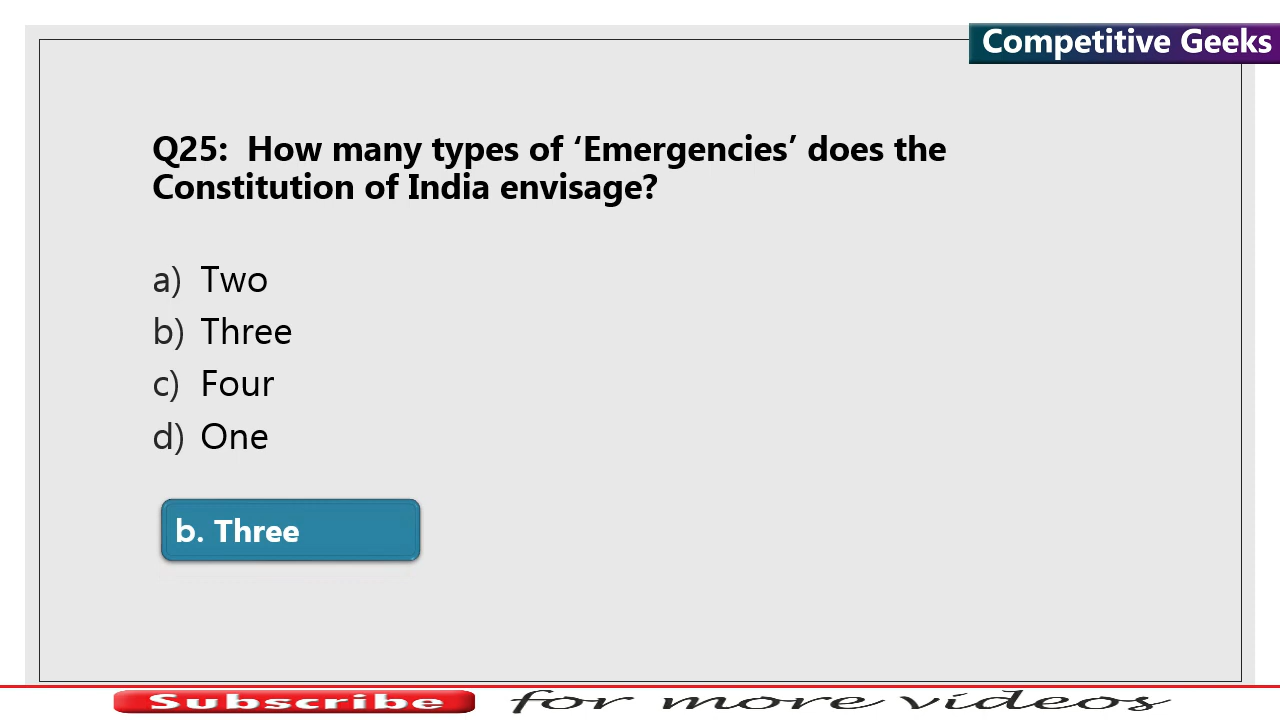 Competitive Geeks
Q25:  How many types of ‘Emergencies’ does the
Constitution of India envisage?
a) Two
b) Three
c) Four
d) One
b. Three
Subscribe for more videos